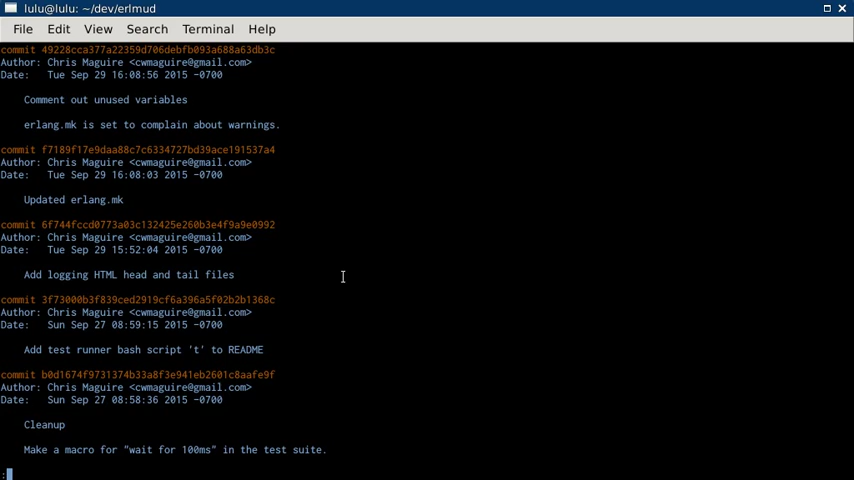 lulu@lulu: ~/dev/erlmud
File Edit View Search Terminal Help
commit 49228cca377a22359d706debfb093a688a63db3c
Author: Chris Maguire <cwmaguire@gmail.com>
Date:   Tue Sep 29 16:08:56 2015 -0700
Comment out unused variables
erlang.mk is set to complain about warnings.
commit f7189f17e9daa88c7c6334727bd39ace191537a4
Author: Chris Maguire <cwmaguire@gmail.com>
Date:   Tue Sep 29 16:08:03 2015 -0700
Updated erlang.mk
commit 6f744fccd0773a03c132425e260b3e4f9a9e0992
Author: Chris Maguire <cwmaguire@gmail.com>
Date:   Tue Sep 29 15:52:04 2015 -0700
Add logging HTML head and tail files
commit 3f73000b3f839ced2919cf6a396a5f02b2b1368c
Author: Chris Maguire <cwmaguire@gmail.com>
Date:   Sun Sep 27 08:59:15 2015 -0700
Add test runner bash script 't' to README
commit b0d1674f9731374b33a8f3e941eb2601c8aafe9f
Author: Chris Maguire <cwmaguire@gmail.com>
Date:   Sun Sep 27 08:58:36 2015 -0700
Cleanup
Make a macro for "wait for 100ms" in the test suite.
: